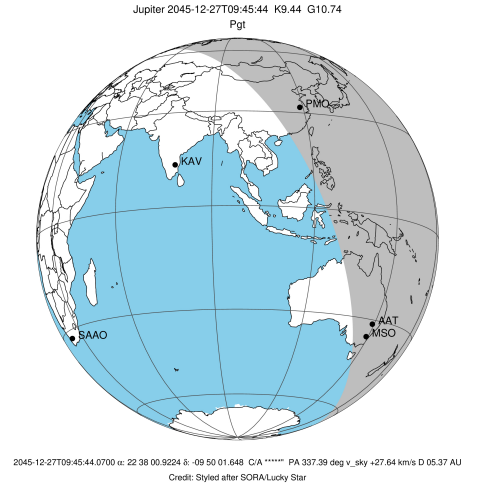 Jupiter 2045-12-27T09:45:44 K9.44 G10.74
Pgt
PMO
KAV
AAT
MSO
SAAO
2045-12-27T09:45:44.0700 α: 22 38 00.9224 δ: -09 50 01.648 C/A *****" PA 337.39 deg v_sky +27.64 km/s D 05.37 AU
Credit: Styled after SORA/Lucky Star